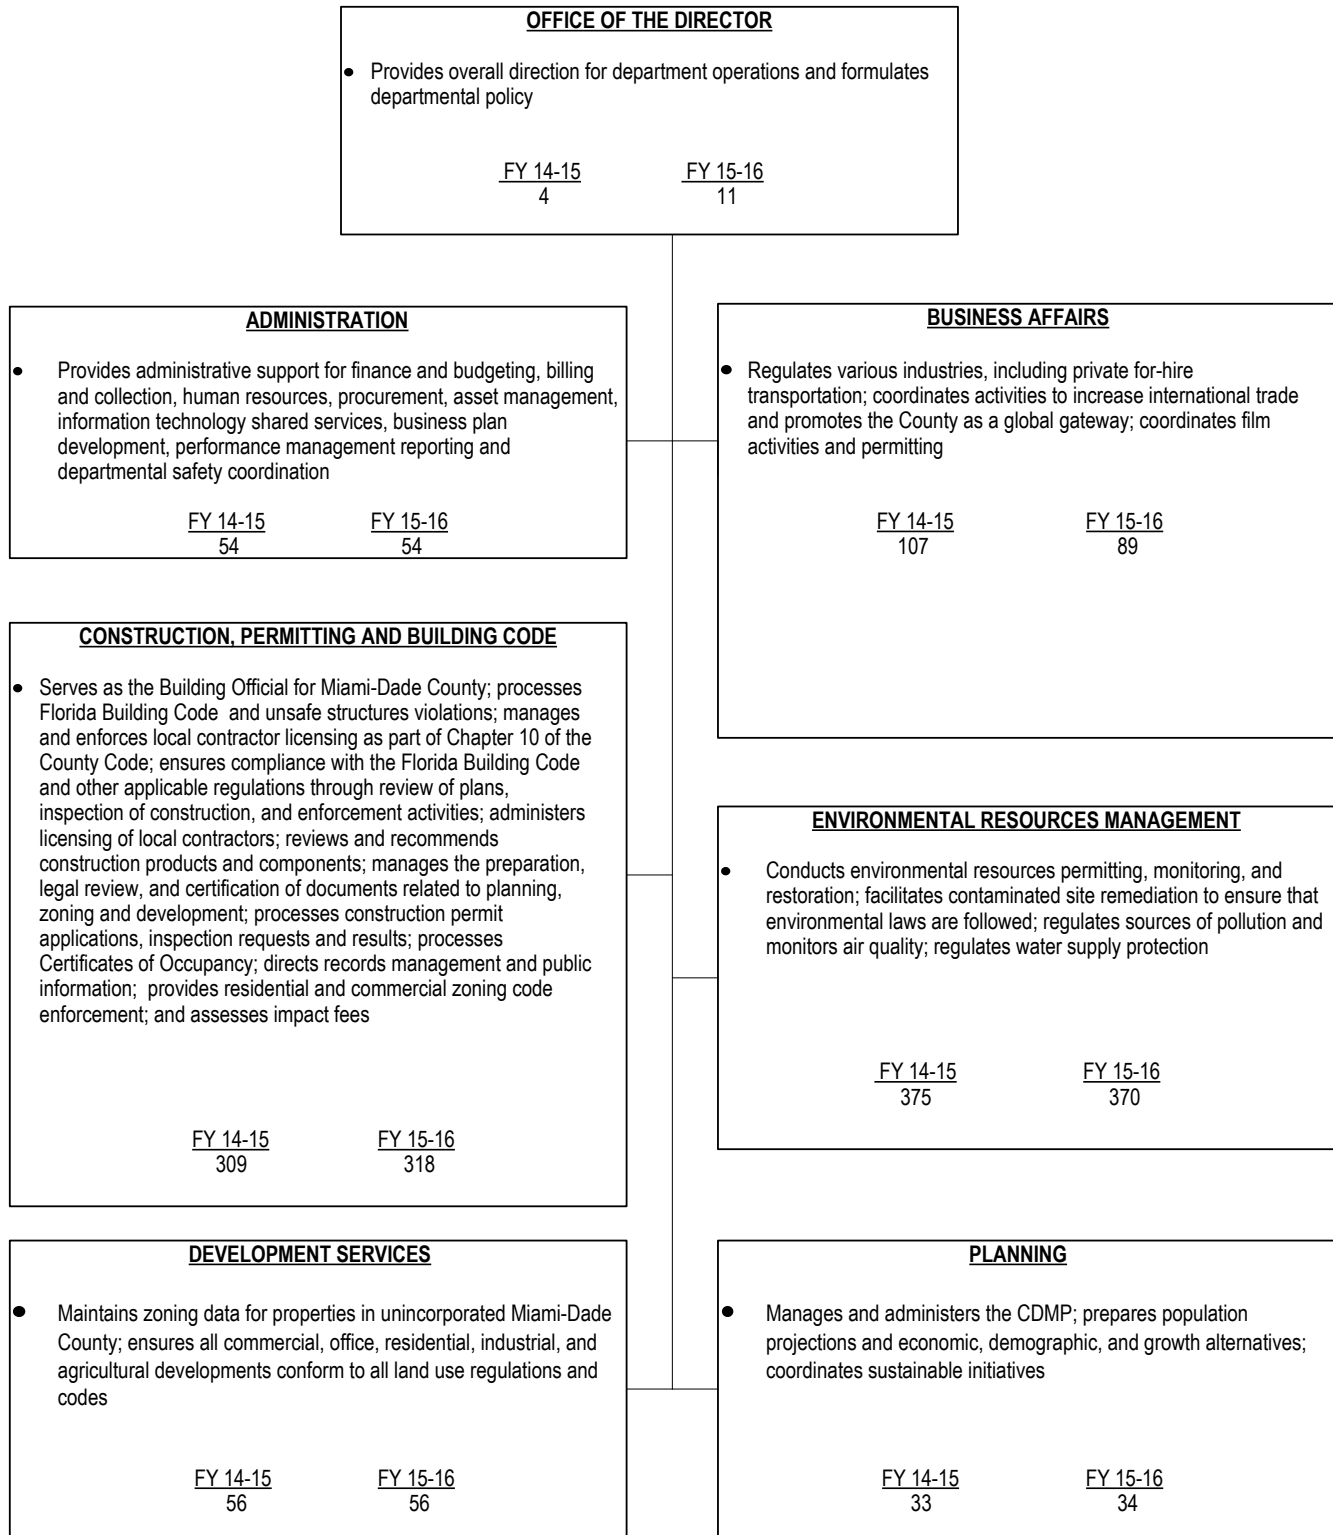 OFFICE OF THE DIRECTOR
• Provides overall direction for department operations and formulates
departmental policy
FY 14-15 FY 15-16
4 11
ADMINISTRATION
• Provides administrative support for finance and budgeting, billing
and collection, human resources, procurement, asset management,
information technology shared services, business plan
development, performance management reporting and
departmental safety coordination
FY 14-15 FY 15-16
54 54
BUSINESS AFFAIRS
• Regulates various industries, including private for-hire
transportation; coordinates activities to increase international trade
and promotes the County as a global gateway; coordinates film
activities and permitting
FY 14-15 FY 15-16
107 89
CONSTRUCTION, PERMITTING AND BUILDING CODE
• Serves as the Building Official for Miami-Dade County; processes
Florida Building Code and unsafe structures violations; manages
and enforces local contractor licensing as part of Chapter 10 of the
County Code; ensures compliance with the Florida Building Code
and other applicable regulations through review of plans,
inspection of construction, and enforcement activities; administers
licensing of local contractors; reviews and recommends
construction products and components; manages the preparation,
legal review, and certification of documents related to planning,
zoning and development; processes construction permit
applications, inspection requests and results; processes
Certificates of Occupancy; directs records management and public
information; provides residential and commercial zoning code
enforcement; and assesses impact fees
FY 14-15 FY 15-16
309 318
ENVIRONMENTAL RESOURCES MANAGEMENT
• Conducts environmental resources permitting, monitoring, and
restoration; facilitates contaminated site remediation to ensure that
environmental laws are followed; regulates sources of pollution and
monitors air quality; regulates water supply protection
FY 14-15 FY 15-16
375 370
DEVELOPMENT SERVICES
• Maintains zoning data for properties in unincorporated Miami-Dade
County; ensures all commercial, office, residential, industrial, and
agricultural developments conform to all land use regulations and
codes
FY 14-15 FY 15-16
56 56
PLANNING
• Manages and administers the CDMP; prepares population
projections and economic, demographic, and growth alternatives;
coordinates sustainable initiatives
FY 14-15 FY 15-16
33 34